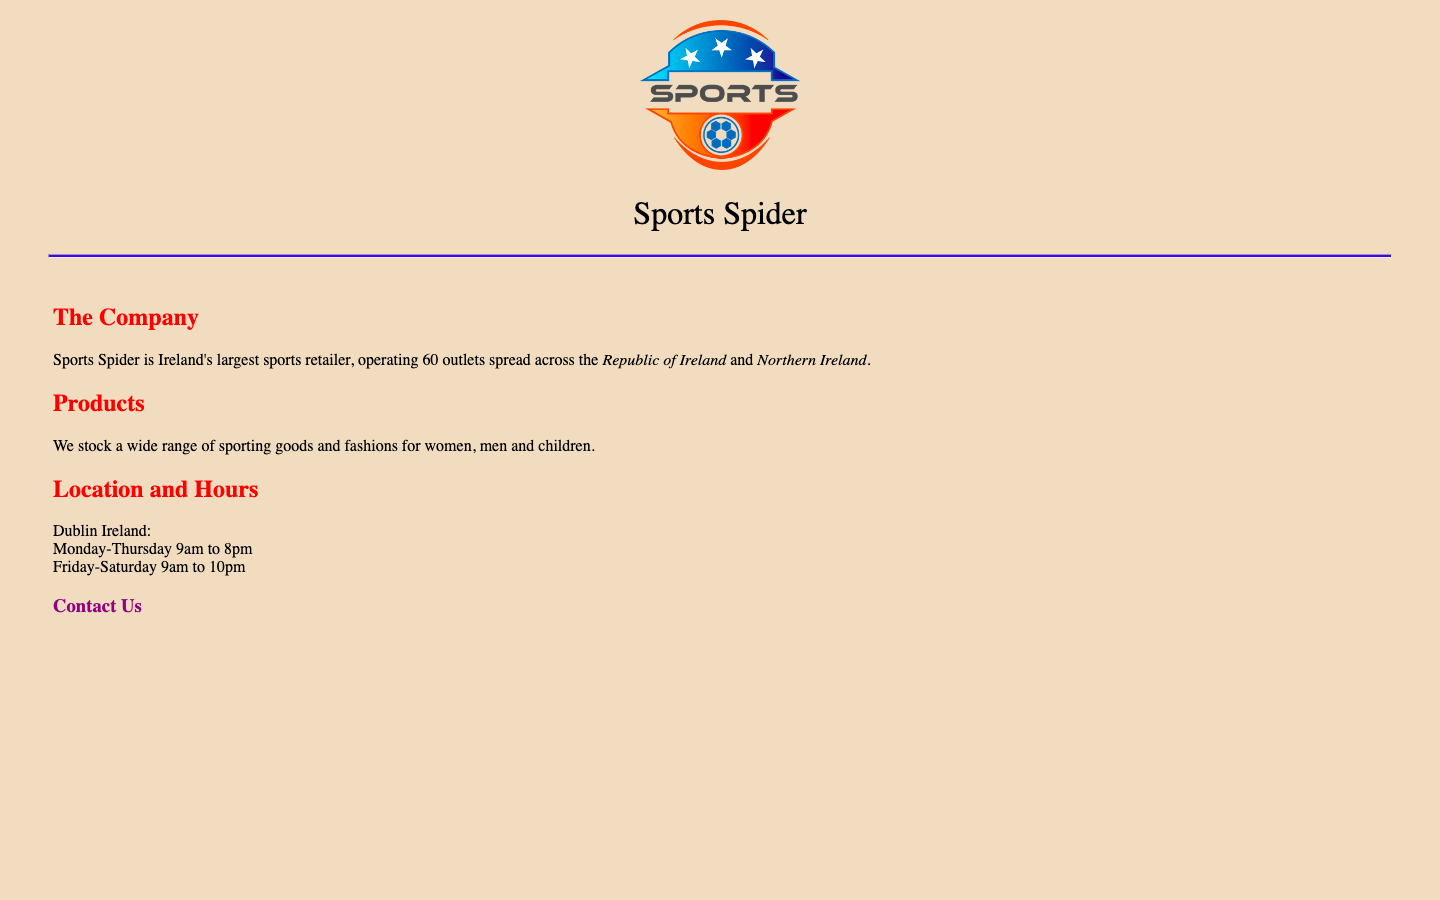 SPORTS
Sports Spider
The Company
Sports Spider is Ireland's largest sports retailer, operating 60 outlets spread across the Republic of Ireland and Northern Ireland.
Products
We stock a wide range of sporting goods and fashions for women, men and children.
Location and Hours
Dublin Ireland:
Monday-Thursday 9am to 8pm
Friday-Saturday 9am to 10pm
Contact Us